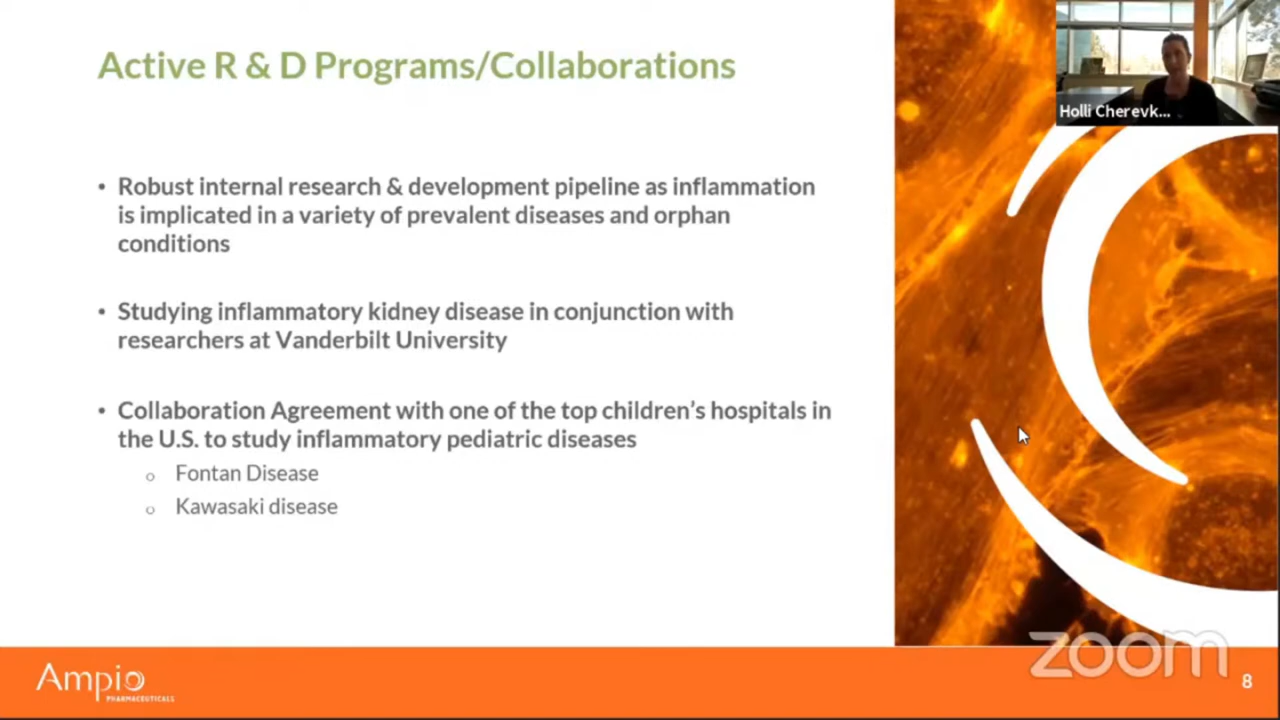 Active R & D Programs/Collaborations
Holli Cherevk...
• Robust internal research & development pipeline as inflammation
is implicated in a variety of prevalent diseases and orphan
conditions
• Studying inflammatory kidney disease in conjunction with
researchers at Vanderbilt University
• Collaboration Agreement with one of the top children’s hospitals in
the U.S. to study inflammatory pediatric diseases
o Fontan Disease
o Kawasaki disease
zoom
Ampio
PHARMACEUTICALS
8